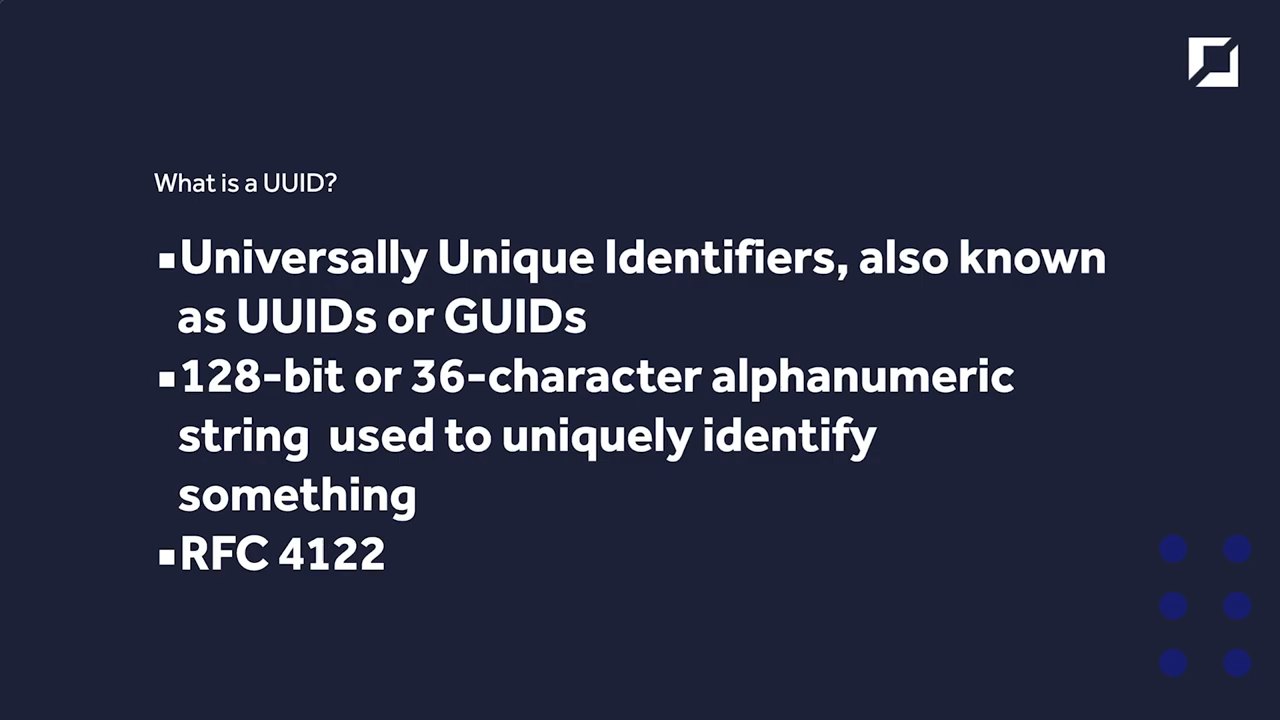 What is a UUID?
▪Universally Unique Identifiers, also known
as UUIDs or GUIDs
▪128-bit or 36-character alphanumeric
string  used to uniquely identify
something
▪RFC 4122